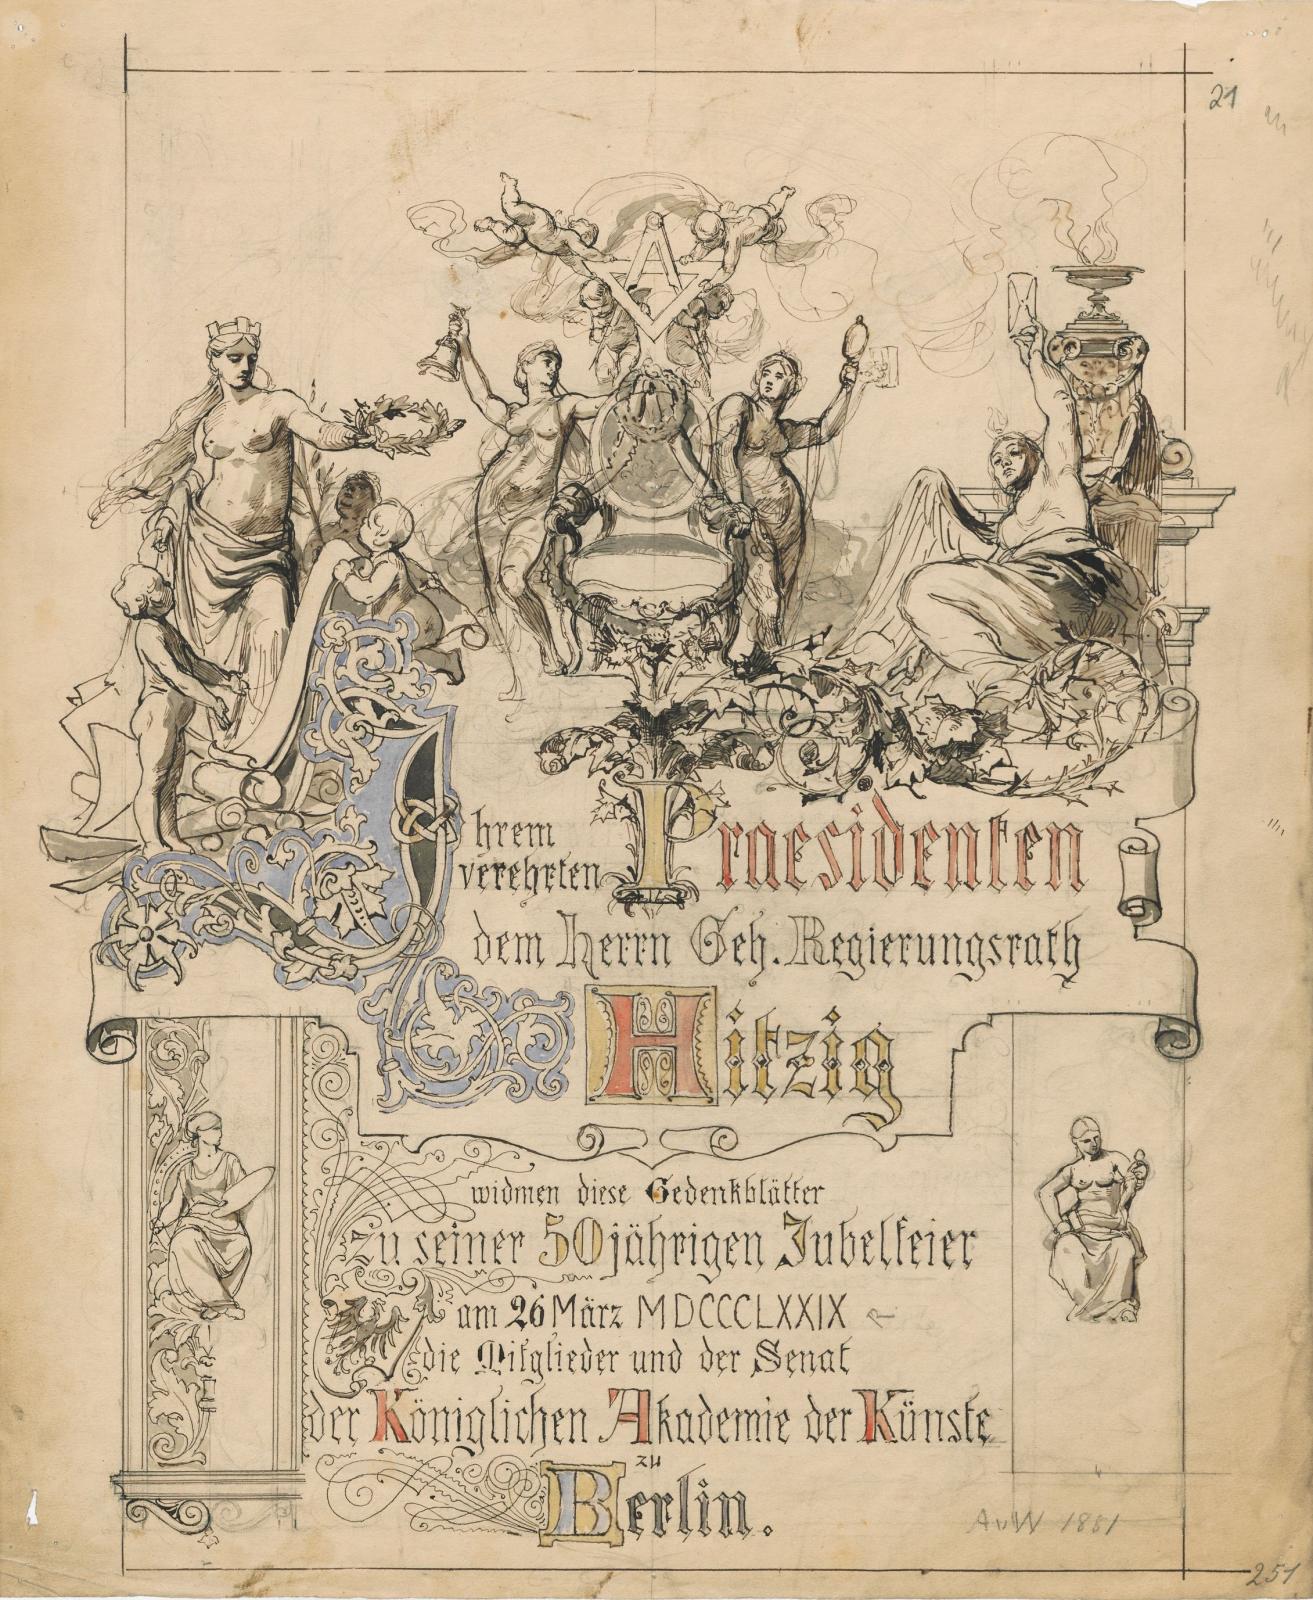 21
Ihrem
verehrten Praesidenten
dem Herrn Geh. Regierungsrath
Hitzig
widmen diese Gedenkblätter
zu seiner 50jährigen Jubelfeier
am 26 März MDCCCLXXIX
die Mitglieder und der Senat
der Königlichen Akademie der Künste
zu
Berlin.
AvW 1881
251